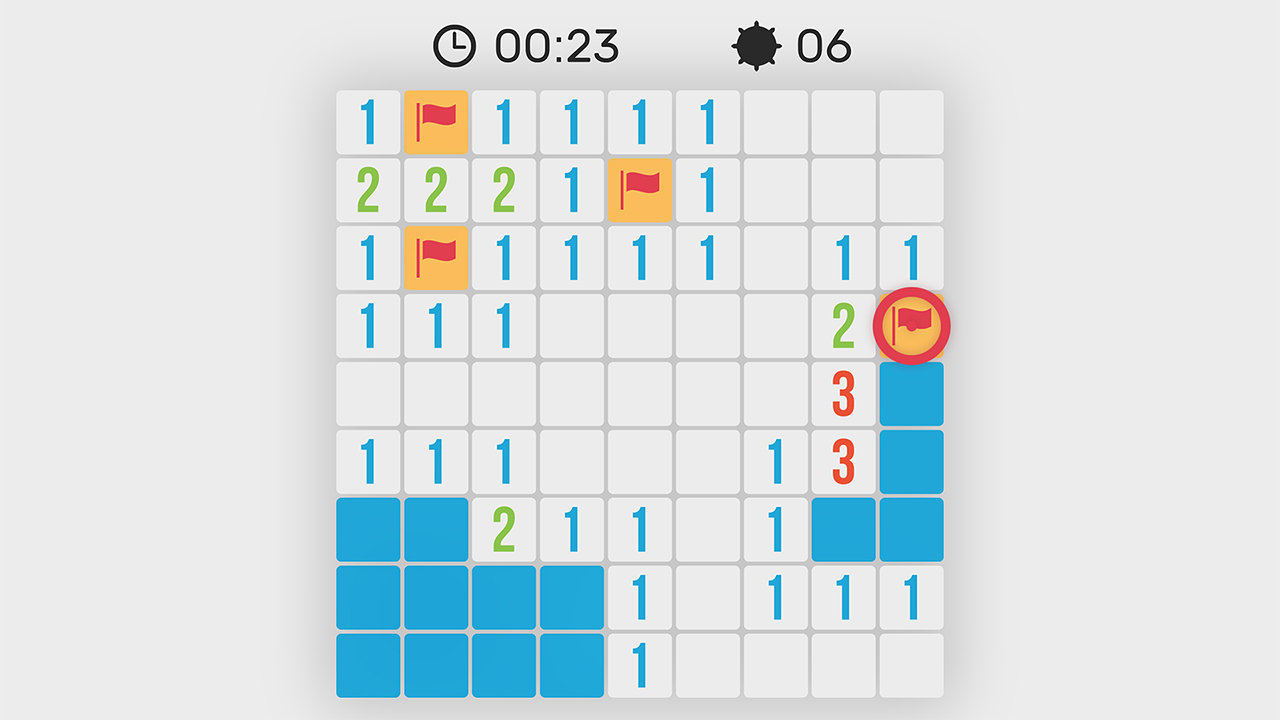 00:23 06
1 1 1 1 1
2 2 2 1 1
1 1 1 1 1 1 1
1 1 1 2
3
1 1 1 1 3
2 1 1 1
1 1 1 1
1